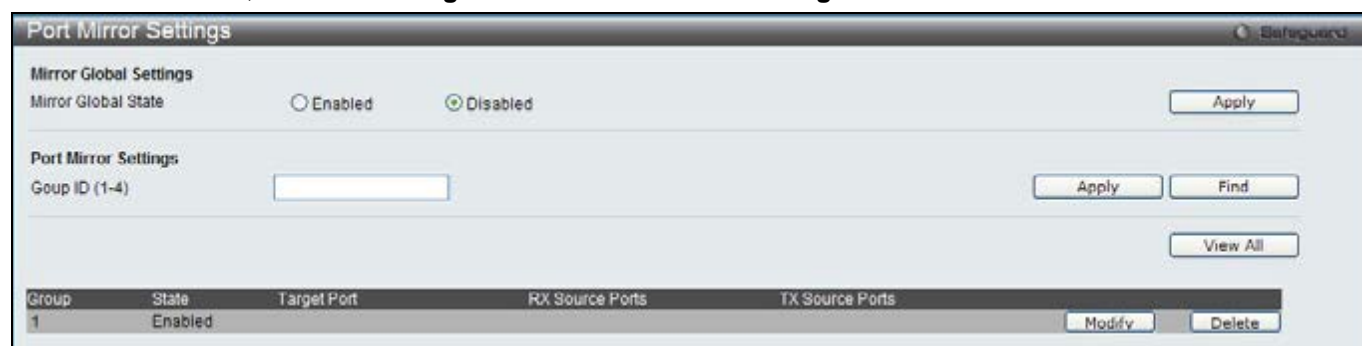 Port Mirror Settings
Safeguard
Mirror Global Settings
Mirror Global State Enabled Disabled Apply
Port Mirror Settings
Goup ID (1-4) Apply Find
View All
Group State Target Port RX Source Ports TX Source Ports
1 Enabled Modify Delete